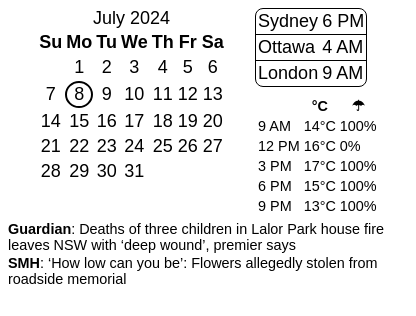 July 2024
Su Mo Tu We Th Fr Sa
1 2 3 4 5 6
7 8 9 10 11 12 13
14 15 16 17 18 19 20
21 22 23 24 25 26 27
28 29 30 31
Sydney 6 PM
Ottawa 4 AM
London 9 AM
°C ☂
9 AM 14°C 100%
12 PM 16°C 0%
3 PM 17°C 100%
6 PM 15°C 100%
9 PM 13°C 100%
Guardian: Deaths of three children in Lalor Park house fire
leaves NSW with ‘deep wound’, premier says
SMH: ‘How low can you be’: Flowers allegedly stolen from
roadside memorial